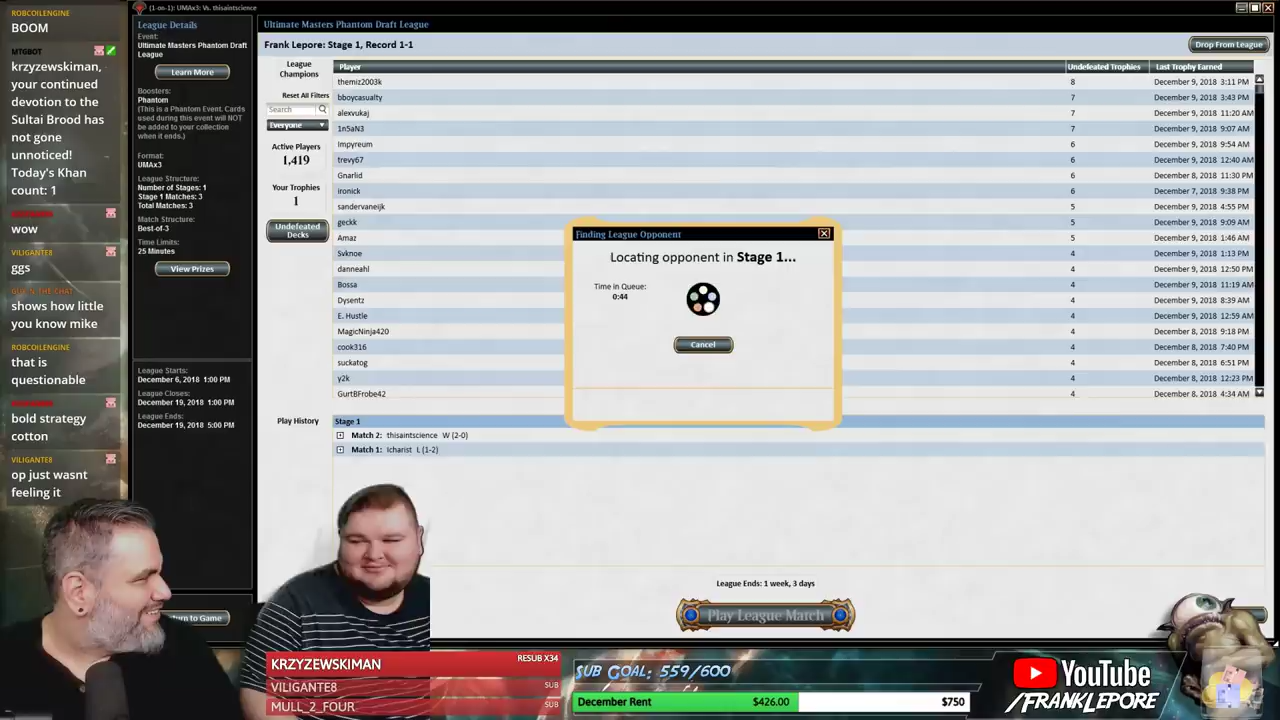 ROBCOILENGINE
BOOM
MTGBOT
krzyzewskiman,
your continued
devotion to the
Sultai Brood has
not gone
unnoticed!
Today's Khan
count: 1
wow
VILIGANTE8
ggs
shows how little
you know mike
ROBCOILENGINE
that is
questionable
bold strategy
cotton
VILIGANTE8
op just wasnt
feeling it
(1-on-1): UMAx3: Vs. thisaintscience
League Details
Event:
Ultimate Masters Phantom Draft
League
Learn More
Boosters:
Phantom
(This is a Phantom Event. Cards
used during this event will NOT
be added to your collection
when it ends.)
Format:
UMAx3
League Structure:
Number of Stages: 1
Stage 1 Matches: 3
Total Matches: 3
Match Structure:
Best-of-3
Time Limits:
25 Minutes
View Prizes
League Starts:
December 6, 2018 1:00 PM
League Closes:
December 19, 2018 1:00 PM
League Ends:
December 19, 2018 5:00 PM
turn to Game
Ultimate Masters Phantom Draft League
Frank Lepore: Stage 1, Record 1-1
Drop From League
League
Champions
Reset All Filters
Search
Everyone
Active Players
1,419
Your Trophies
1
Undefeated
Decks
Player Undefeated Trophies Last Trophy Earned
themiz2003k 8 December 9, 2018 3:11 PM
bboycasualty 7 December 9, 2018 3:43 PM
alexvukaj 7 December 9, 2018 11:20 AM
1n5aN3 7 December 9, 2018 9:07 AM
Impyreum 6 December 9, 2018 9:54 AM
trevy67 6 December 9, 2018 12:40 AM
Gnarlid 6 December 8, 2018 11:30 PM
ironick 6 December 7, 2018 9:38 PM
sandervaneijk 5 December 9, 2018 4:55 PM
geckk 5 December 9, 2018 9:09 AM
Amaz 5 December 9, 2018 1:46 AM
Svknoe 4 December 9, 2018 1:13 PM
danneahl 4 December 9, 2018 12:50 PM
Bossa 4 December 9, 2018 11:19 AM
Dysentz 4 December 9, 2018 8:39 AM
E. Hustle 4 December 9, 2018 12:59 AM
MagicNinja420 4 December 8, 2018 9:18 PM
cook316 4 December 8, 2018 7:40 PM
suckatog 4 December 8, 2018 6:51 PM
y2k 4 December 8, 2018 12:23 PM
GurtBFrobe42 4 December 8, 2018 4:34 AM
Finding League Opponent
Locating opponent in Stage 1...
Time in Queue:
0:44
Cancel
Play History
Stage 1
Match 2: thisaintscience W (2-0)
Match 1: Icharist L (1-2)
League Ends: 1 week, 3 days
Play League Match
KRZYZEWSKIMAN RESUB X34
VILIGANTE8 SUB
MULL_2_FOUR SUB
SUB GOAL: 559/600
December Rent $426.00 $750
YouTube
/FRANKLEPORE